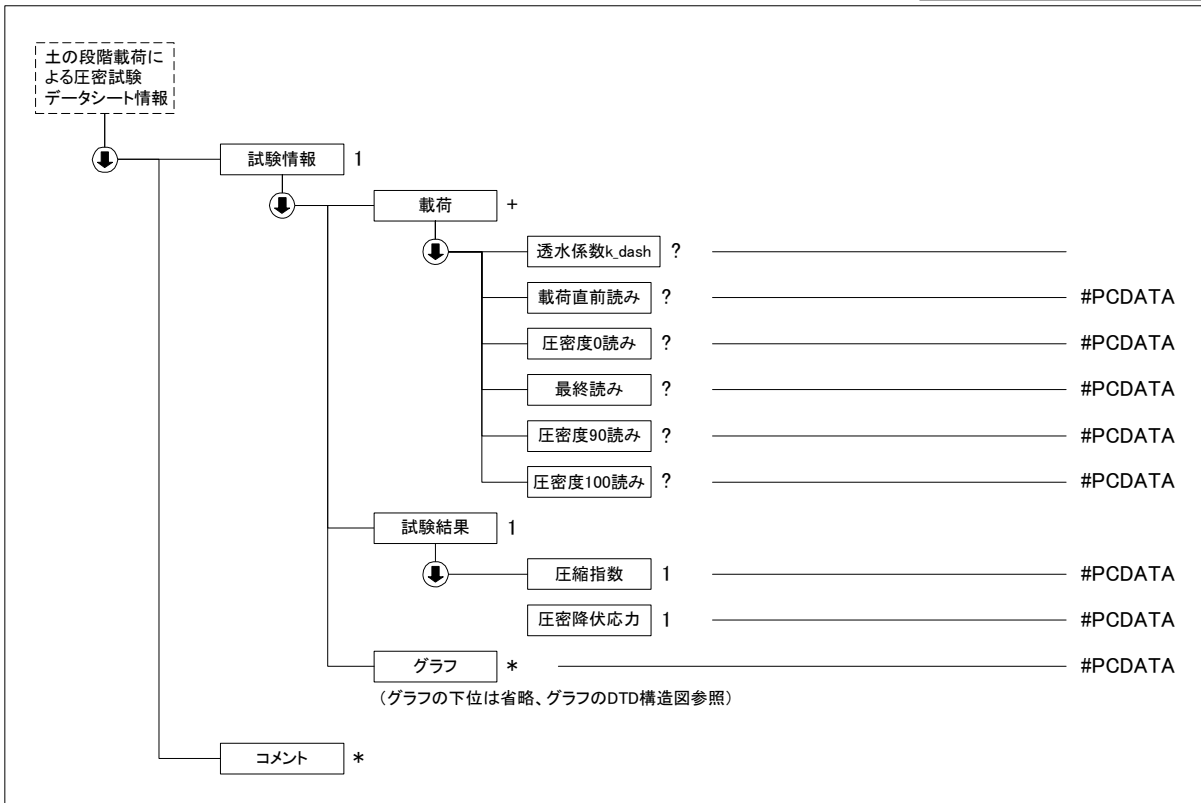 土の段階載荷に
よる圧密試験
データシート情報
試験情報 1
載荷 +
透水係数k_dash ?
載荷直前読み ? #PCDATA
圧密度0読み ? #PCDATA
最終読み ? #PCDATA
圧密度90読み ? #PCDATA
圧密度100読み ? #PCDATA
試験結果 1
圧縮指数 1 #PCDATA
圧密降伏応力 1 #PCDATA
グラフ * #PCDATA
（グラフの下位は省略、グラフのDTD構造図参照）
コメント *